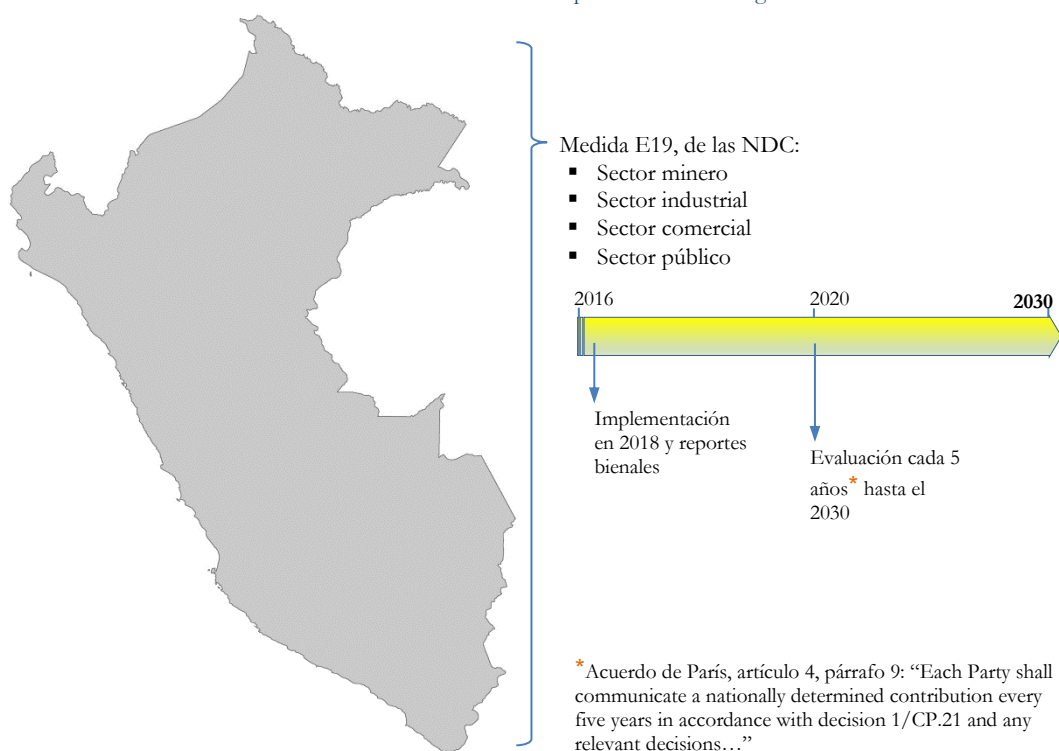 Medida E19, de las NDC:
▪ Sector minero
▪ Sector industrial
▪ Sector comercial
▪ Sector público
2016 2020 2030
Implementación
en 2018 y reportes
bienales
Evaluación cada 5
años* hasta el
2030
*Acuerdo de París, artículo 4, párrafo 9: “Each Party shall
communicate a nationally determined contribution every
five years in accordance with decision 1/CP.21 and any
relevant decisions…”